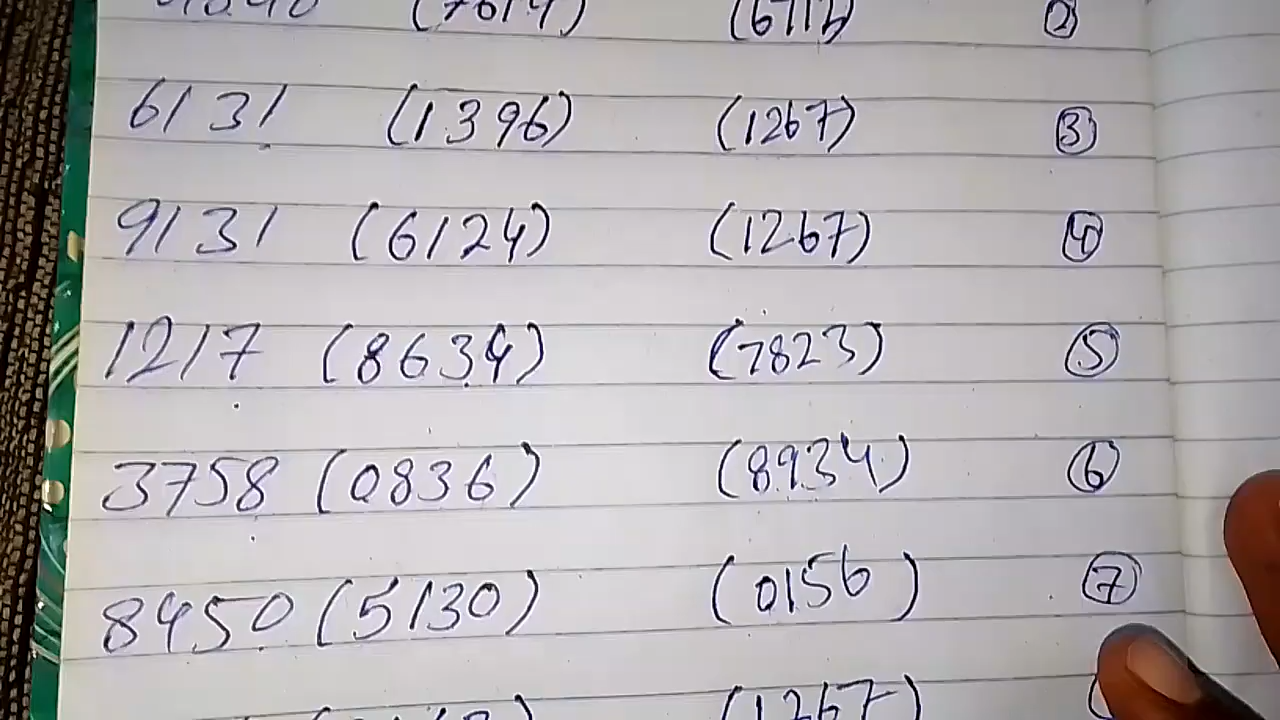 6131 (1396) (1267) 3
9131 (6124) (1267) 4
1217 (8634) (7823) 5
3758 (0836) (8934) 6
8450 (5130) (0156) 7
(1267)